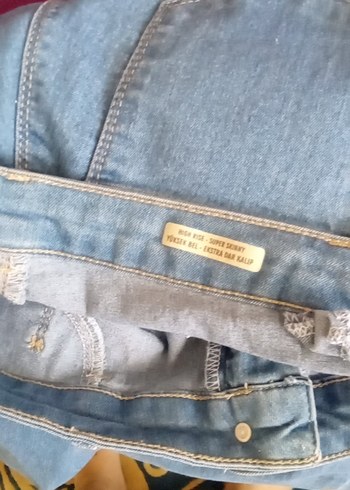 HIGH RISE - SUPER SKINNY
YÜKSEK BEL - EKSTRA DAR KALIP